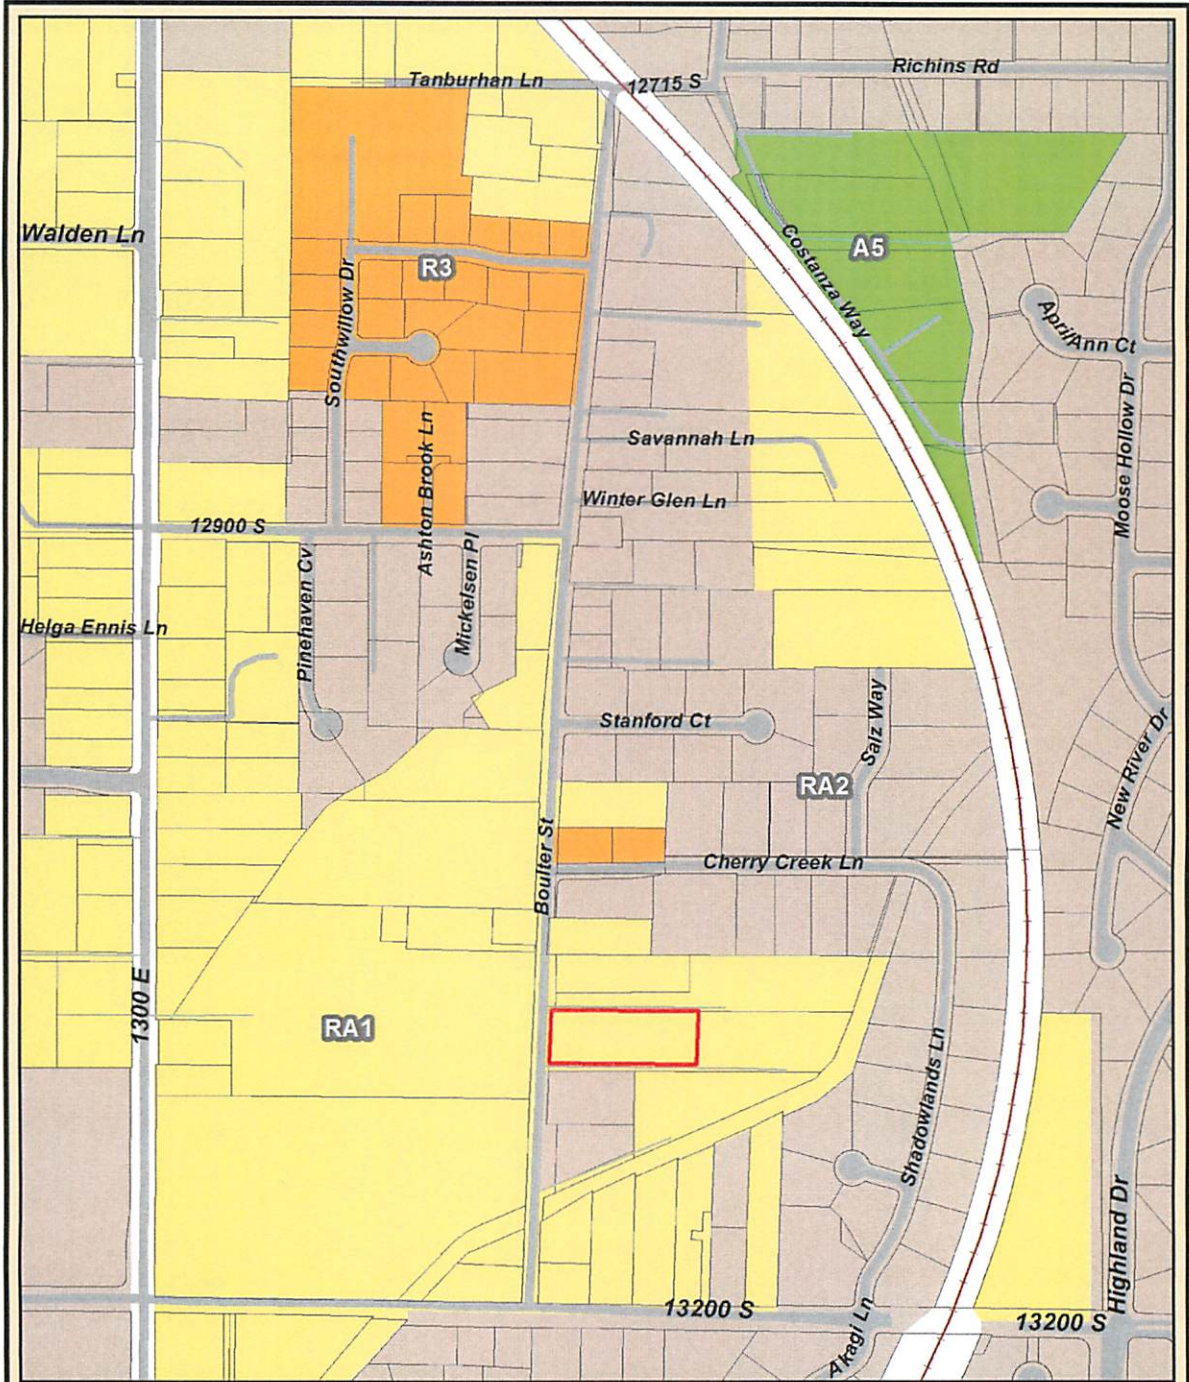 Tanburhan Ln
12715 S
Richins Rd
Walden Ln
Southwillow Dr
R3
Costanza Way
A5
April Ann Ct
Moose Hollow Dr
Ashton Brook Ln
Savannah Ln
Winter Glen Ln
12900 S
Helga Ennis Ln
Pinehaven Cv
Mickelsen Pl
Stanford Ct
Salz Way
RA2
New River Dr
Boulter St
Cherry Creek Ln
1300 E
RA1
Shadowlands Ln
Highland Dr
13200 S
13200 S
Akagi Ln